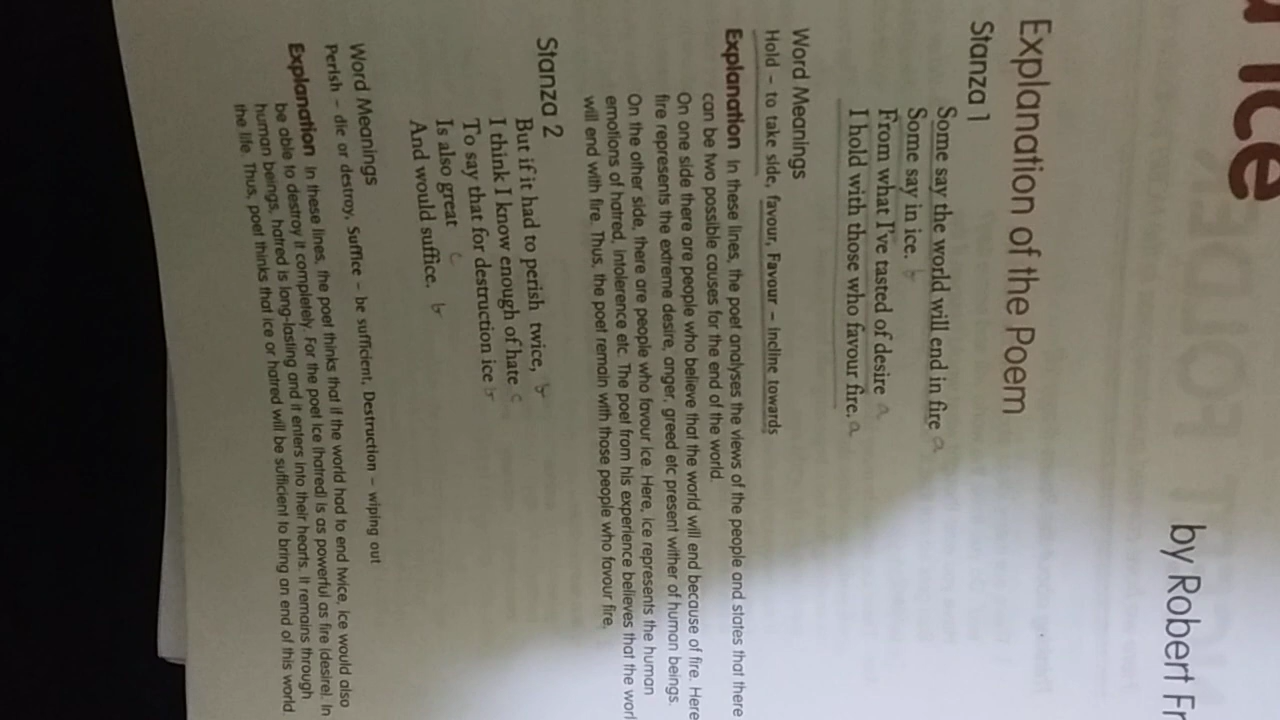 Ice
by Robert Fr
Explanation of the Poem
Stanza 1
Some say the world will end in fire a
Some say in ice. b
From what I've tasted of desire a
I hold with those who favour fire. a
Word Meanings
Hold – to take side, favour, Favour – incline towards
Explanation In these lines, the poet analyses the views of the people and states that there
can be two possible causes for the end of the world.
On one side there are people who believe that the world will end because of fire. Here
fire represents the extreme desire, anger, greed etc present wither of human beings.
On the other side, there are people who favour ice. Here, ice represents the human
emotions of hatred, intolerence etc. The poet from his experience believes that the worl
will end with fire. Thus, the poet remain with those people who favour fire.
Stanza 2
But if it had to perish twice, b
I think I know enough of hate c
To say that for destruction ice b
Is also great c
And would suffice. b
Word Meanings
Perish – die or destroy, Suffice – be sufficient, Destruction – wiping out
Explanation In these lines, the poet thinks that if the world had to end twice, ice would also
be able to destroy it completely. For the poet ice (hatred) is as powerful as fire (desire). In
human beings, hatred is long-lasting and it enters into their hearts. It remains through
the life. Thus, poet thinks that ice or hatred will be sufficient to bring an end of this world.